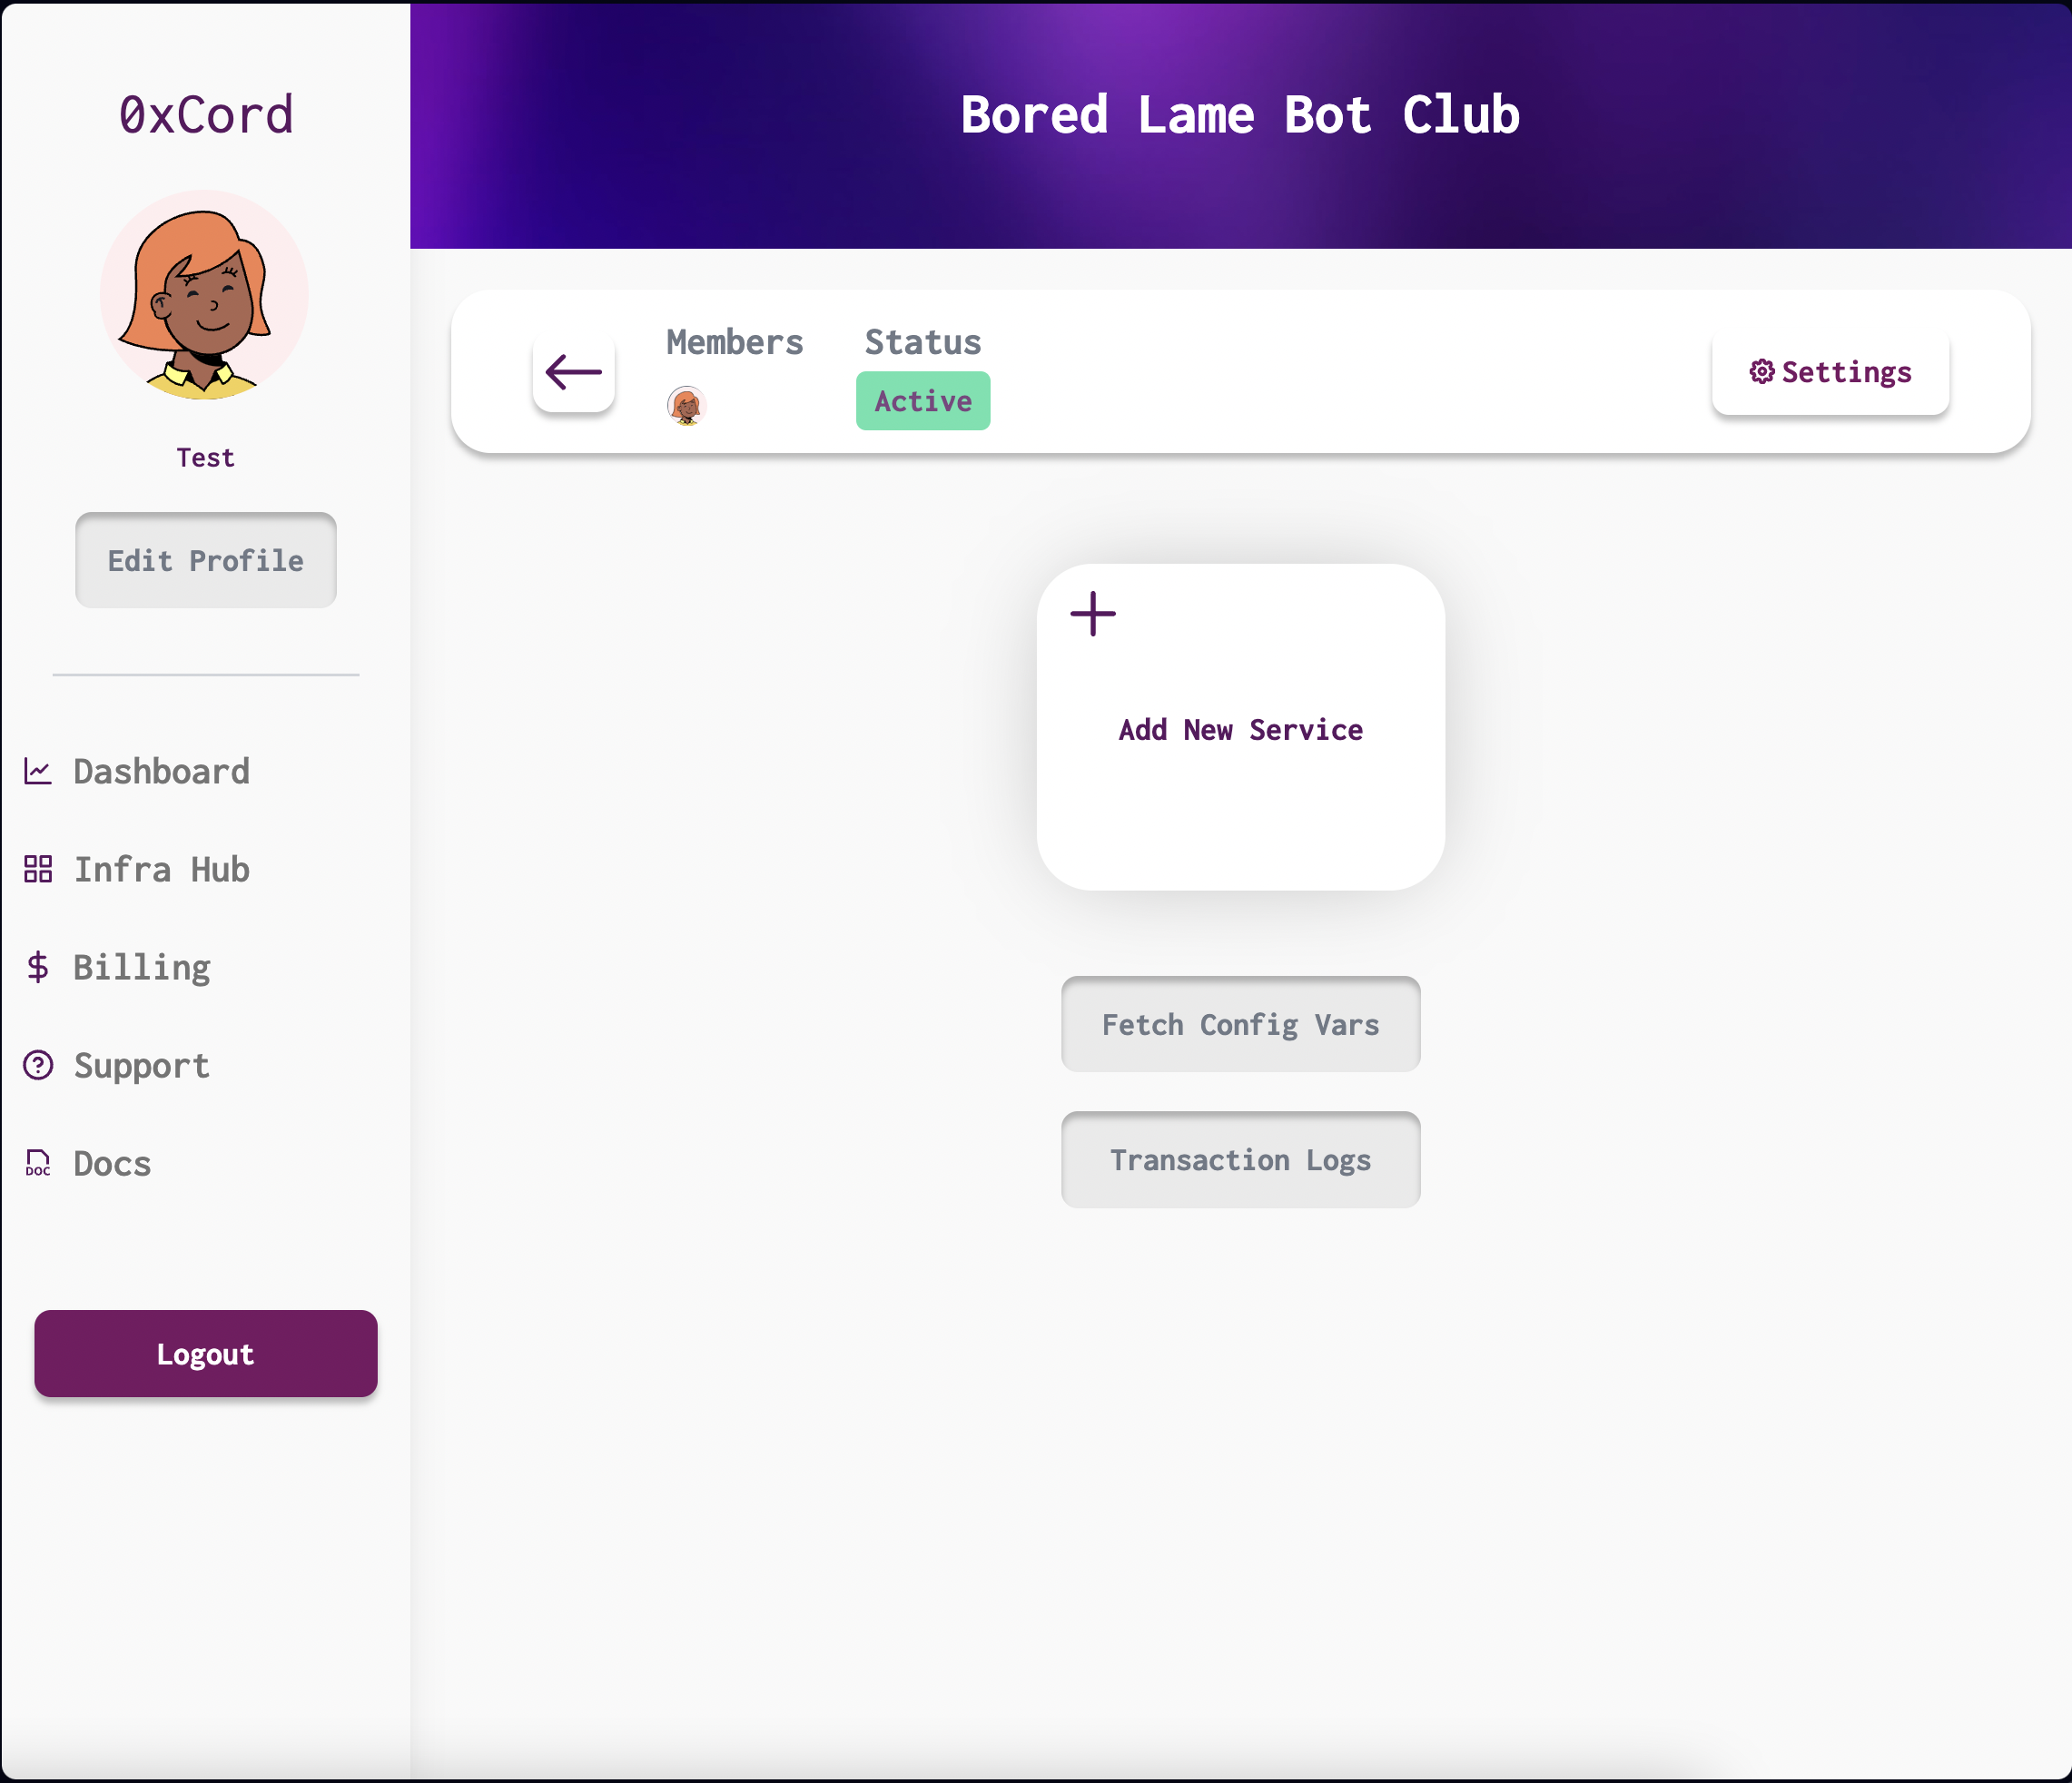 0xCord
Test
Edit Profile
Dashboard
Infra Hub
Billing
Support
DOC Docs
Logout
Bored Lame Bot Club
Members Status
Active
Settings
Add New Service
Fetch Config Vars
Transaction Logs